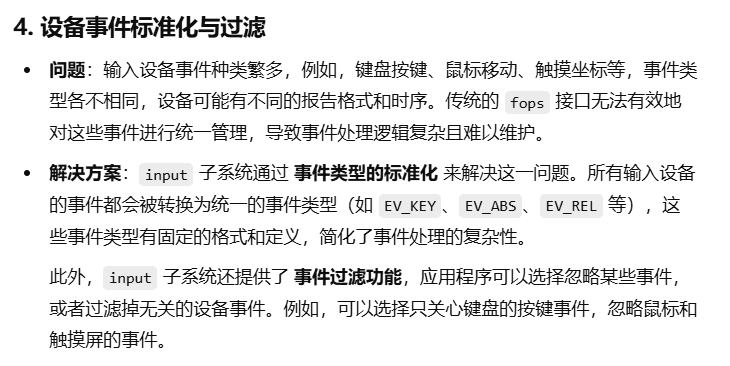 4. 设备事件标准化与过滤
• 问题：输入设备事件种类繁多，例如，键盘按键、鼠标移动、触摸坐标等，事件类
型各不相同，设备可能有不同的报告格式和时序。传统的 fops 接口无法有效地
对这些事件进行统一管理，导致事件处理逻辑复杂且难以维护。
• 解决方案：input 子系统通过 事件类型的标准化 来解决这一问题。所有输入设备
的事件都会被转换为统一的事件类型（如 EV_KEY、EV_ABS、EV_REL 等），这
些事件类型有固定的格式和定义，简化了事件处理的复杂性。
此外，input 子系统还提供了 事件过滤功能，应用程序可以选择忽略某些事件，
或者过滤掉无关的设备事件。例如，可以选择只关心键盘的按键事件，忽略鼠标和
触摸屏的事件。